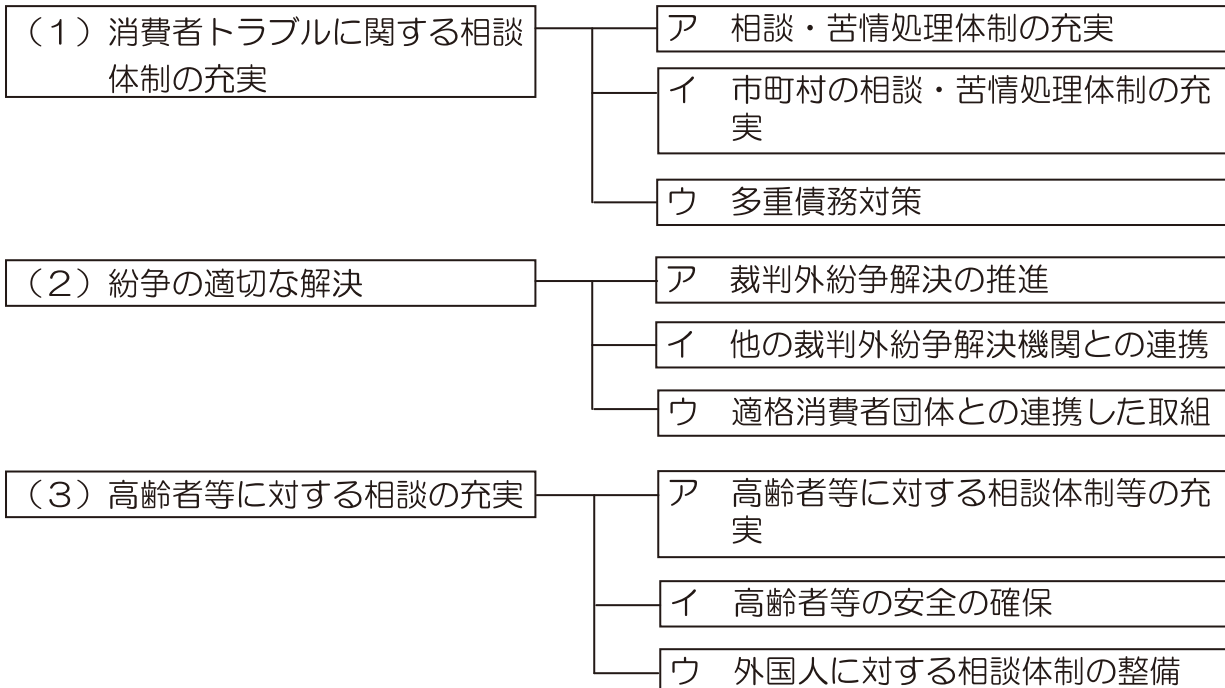 （１）消費者トラブルに関する相談
体制の充実
ア　相談・苦情処理体制の充実
イ　市町村の相談・苦情処理体制の充
実
ウ　多重債務対策
（２）紛争の適切な解決
ア　裁判外紛争解決の推進
イ　他の裁判外紛争解決機関との連携
ウ　適格消費者団体との連携した取組
（３）高齢者等に対する相談の充実
ア　高齢者等に対する相談体制等の充
実
イ　高齢者等の安全の確保
ウ　外国人に対する相談体制の整備